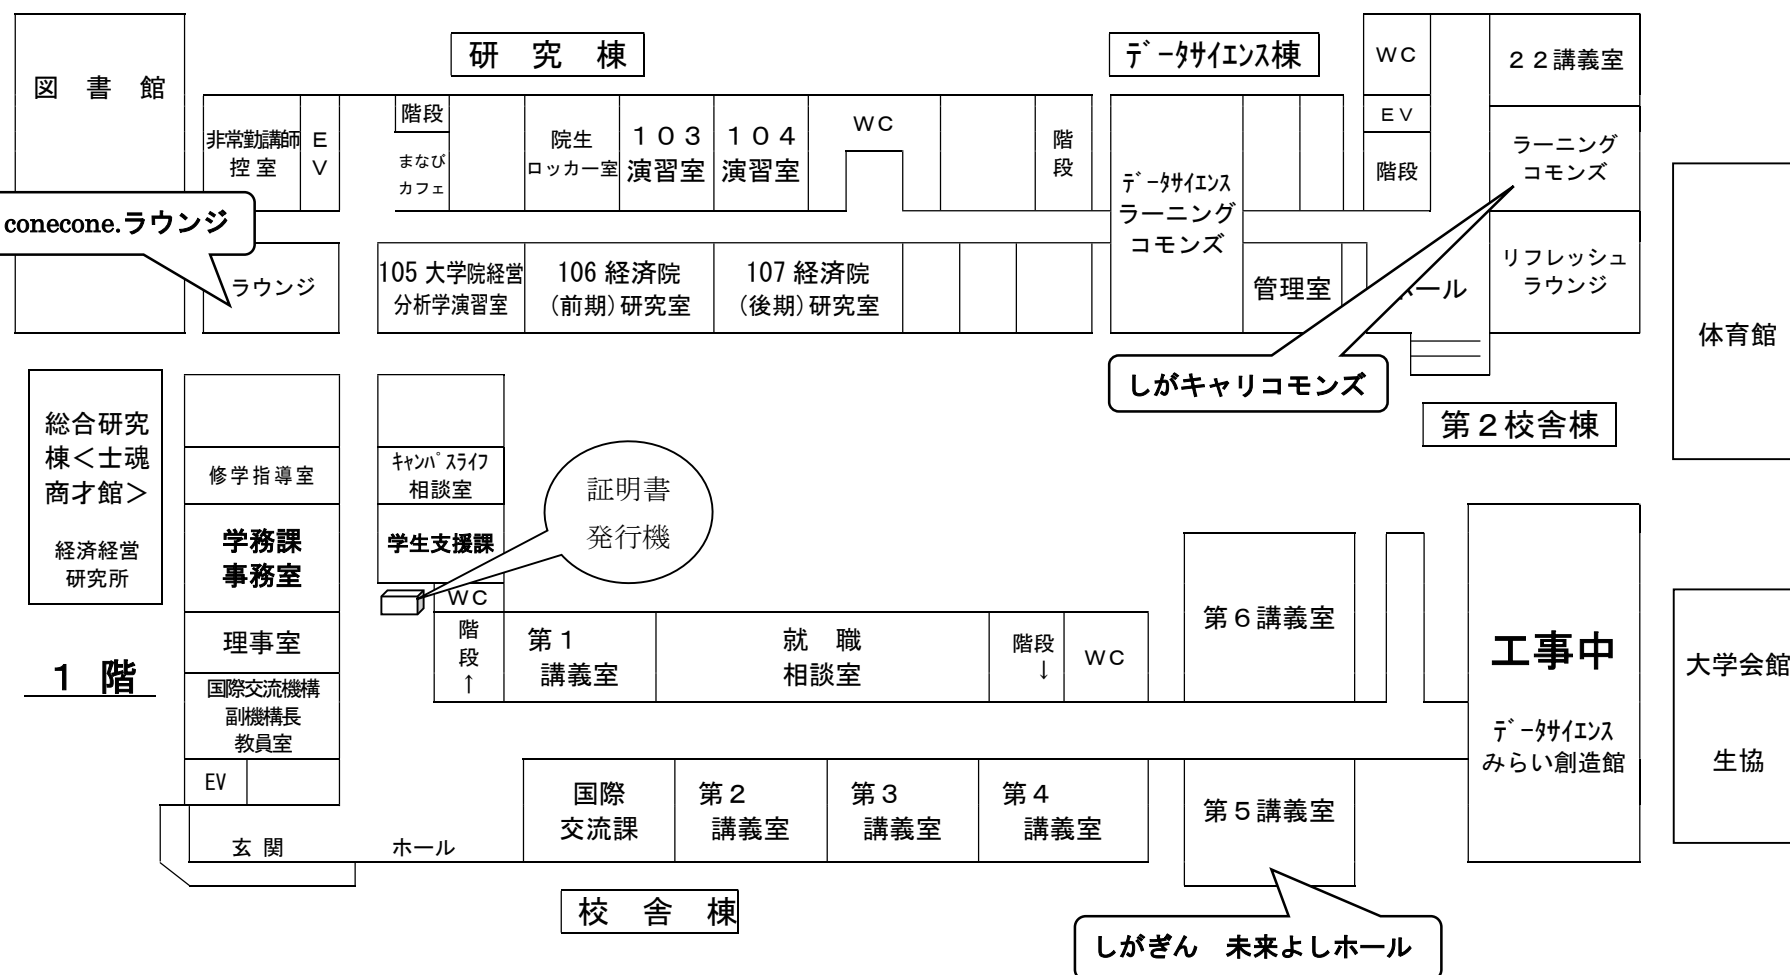 図 書 館
研 究 棟
データサイエンス棟
WC
22講義室
非常勤講師
控 室
E
V
階段
まなび
カフェ
院生
ロッカー室
103
演習室
104
演習室
WC
階
段
データサイエンス
ラーニング
コモンズ
EV
階段
ラーニング
コモンズ
conecone.ラウンジ
ラウンジ
105 大学院経営
分析学演習室
106 経済院
(前期)研究室
107 経済院
(後期)研究室
管理室
ホール
リフレッシュ
ラウンジ
体育館
しがキャリコモンズ
第2校舎棟
総合研究
棟<士魂
商才館>
経済経営
研究所
修学指導室
キャンパスライフ
相談室
証明書
発行機
学務課
事務室
学生支援課
WC
理事室
階
段
↑
第1
講義室
就 職
相談室
階段
↓
WC
第6講義室
工事中
データサイエンス
みらい創造館
大学会館
生協
1 階
国際交流機構
副機構長
教員室
EV
国際
交流課
第2
講義室
第3
講義室
第4
講義室
第5講義室
玄 関
ホール
校 舎 棟
しがぎん 未来よしホール